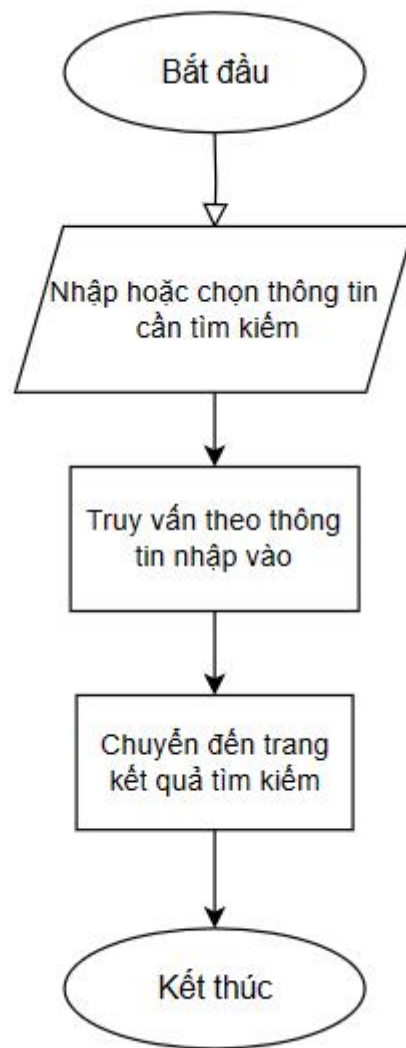 Bắt đầu
Nhập hoặc chọn thông tin
cần tìm kiếm
Truy vấn theo thông
tin nhập vào
Chuyển đến trang
kết quả tìm kiếm
Kết thúc